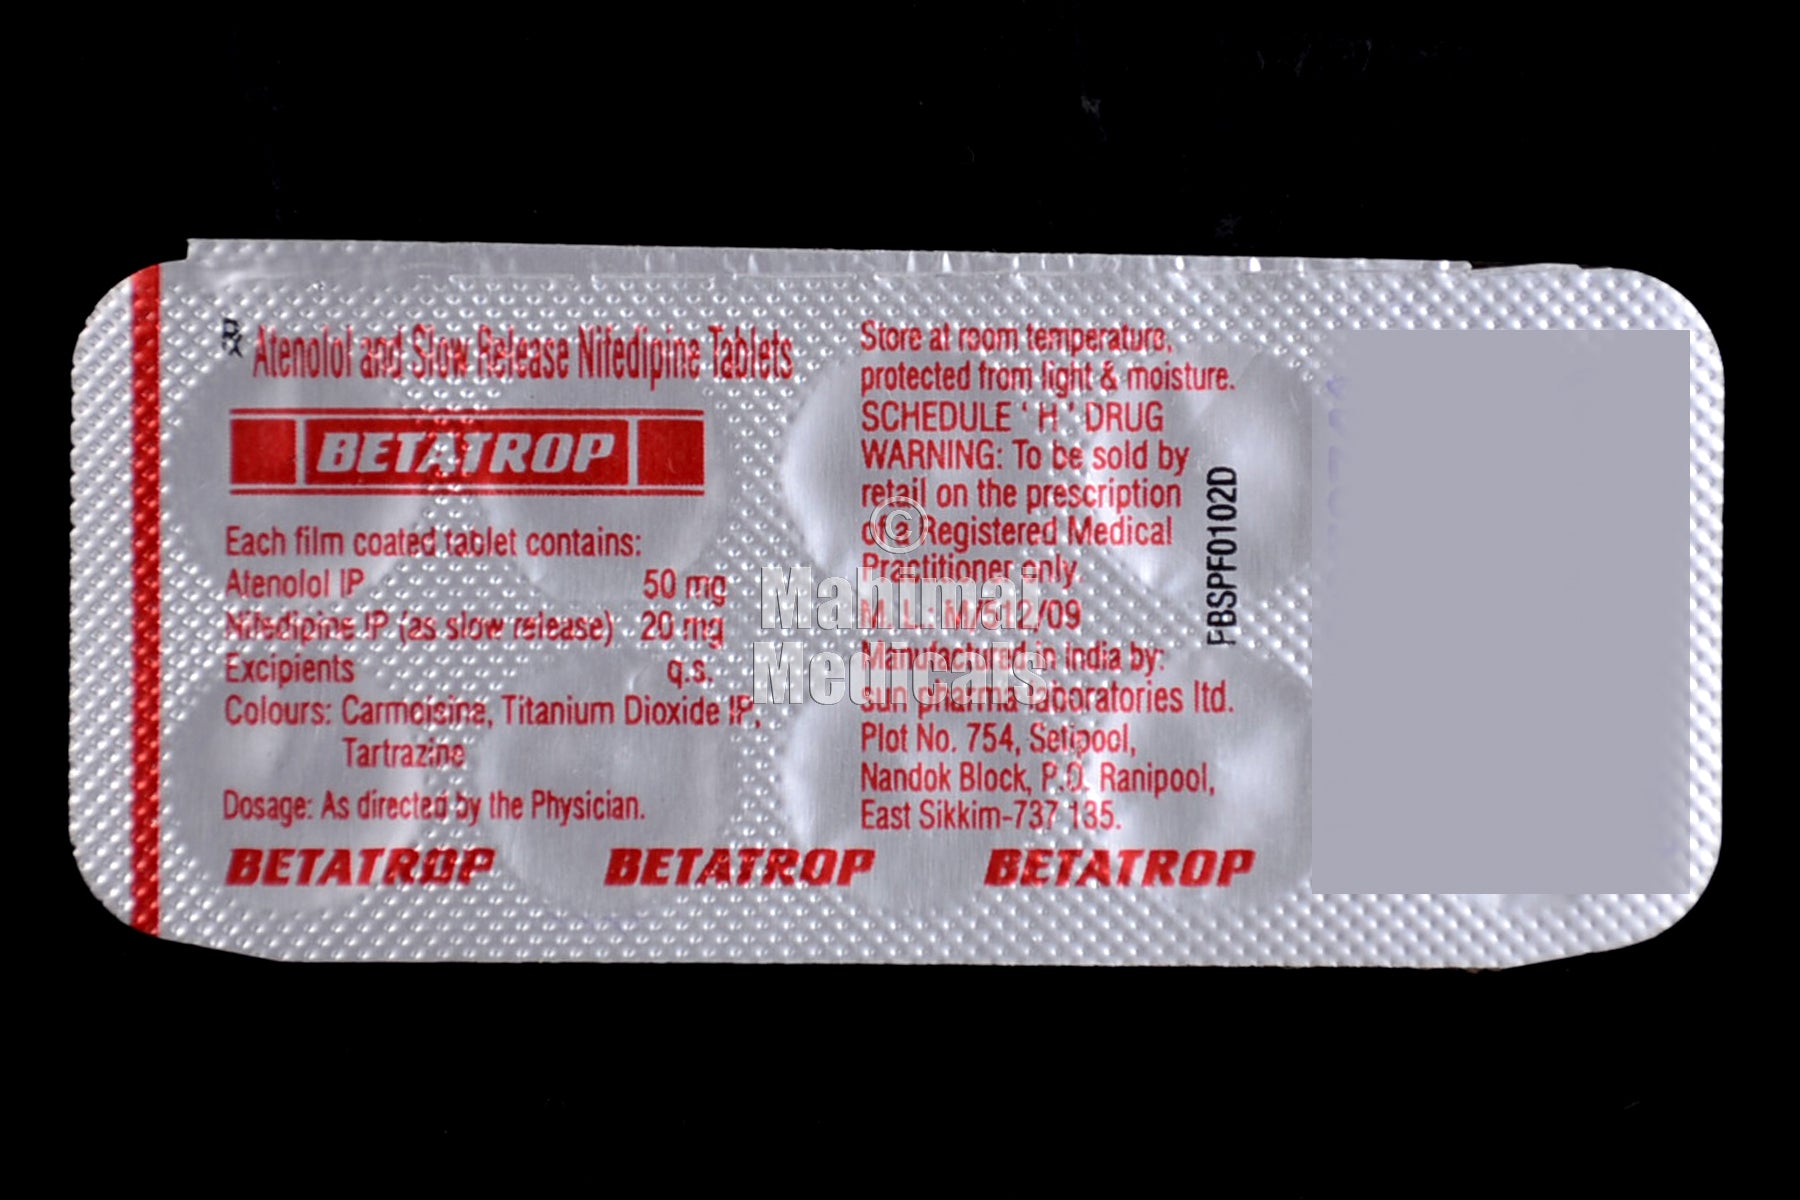 Rx Atenolol and Slow Release Nifedipine Tablets
BETATROP
Each film coated tablet contains:
Atenolol IP 50 mg
Nifedipine IP (as slow release) 20 mg
Excipients q.s.
Colours: Carmoisine, Titanium Dioxide IP,
Tartrazine
Dosage: As directed by the Physician.
BETATROP BETATROP BETATROP
Store at room temperature,
protected from light & moisture.
SCHEDULE 'H' DRUG
WARNING: To be sold by
retail on the prescription
of a Registered Medical
Practitioner only.
M. L.: M/512/09
Manufactured in India by:
sun pharma laboratories ltd.
Plot No. 754, Setipool,
Nandok Block, P.O. Ranipool,
East Sikkim-737 135.
PBSPF0102D
©
Mahimai
Medicals